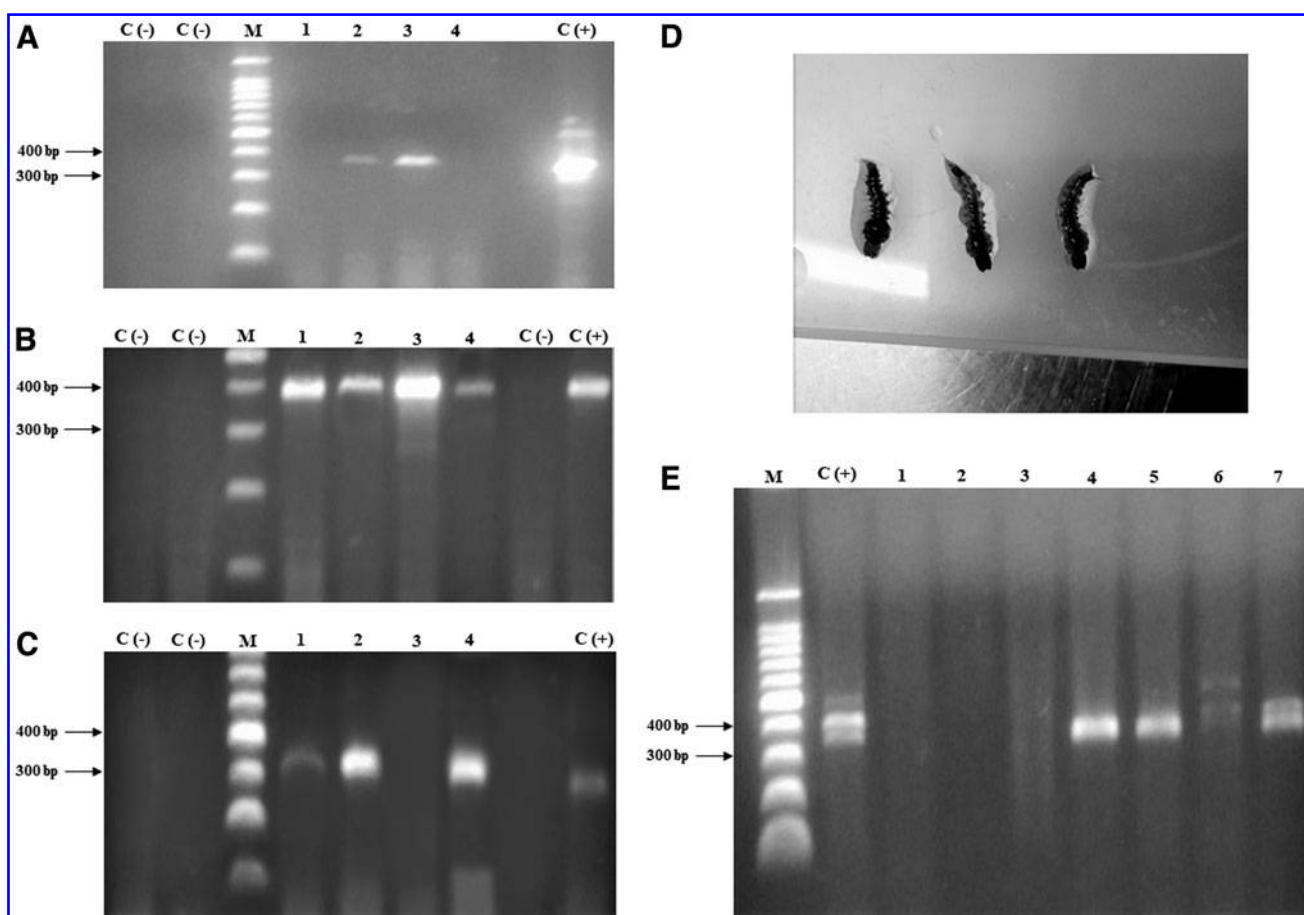 A
C (-) C (-) M 1 2 3 4 C (+)
400 bp
300 bp
B
C (-) C (-) M 1 2 3 4 C (-) C (+)
400 bp
300 bp
C
C (-) C (-) M 1 2 3 4 C (+)
400 bp
300 bp
D
E
M C (+) 1 2 3 4 5 6 7
400 bp
300 bp